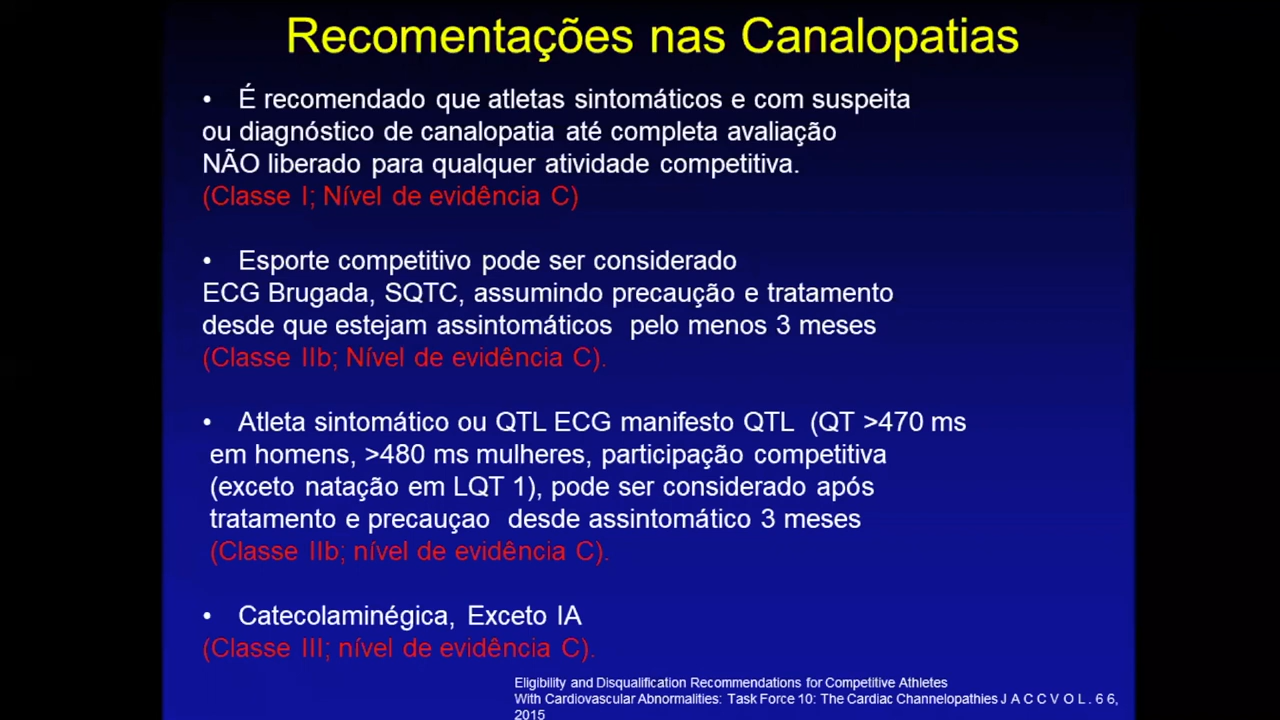 Recomentações nas Canalopatias
• É recomendado que atletas sintomáticos e com suspeita
ou diagnóstico de canalopatia até completa avaliação
NÃO liberado para qualquer atividade competitiva.
(Classe I; Nível de evidência C)
• Esporte competitivo pode ser considerado
ECG Brugada, SQTC, assumindo precaução e tratamento
desde que estejam assintomáticos pelo menos 3 meses
(Classe IIb; Nível de evidência C).
• Atleta sintomático ou QTL ECG manifesto QTL (QT >470 ms
em homens, >480 ms mulheres, participação competitiva
(exceto natação em LQT 1), pode ser considerado após
tratamento e precauçao desde assintomático 3 meses
(Classe IIb; nível de evidência C).
• Catecolaminégica, Exceto IA
(Classe III; nível de evidência C).
Eligibility and Disqualification Recommendations for Competitive Athletes
With Cardiovascular Abnormalities: Task Force 10: The Cardiac Channelopathies J A C C V O L . 6 6,
2015